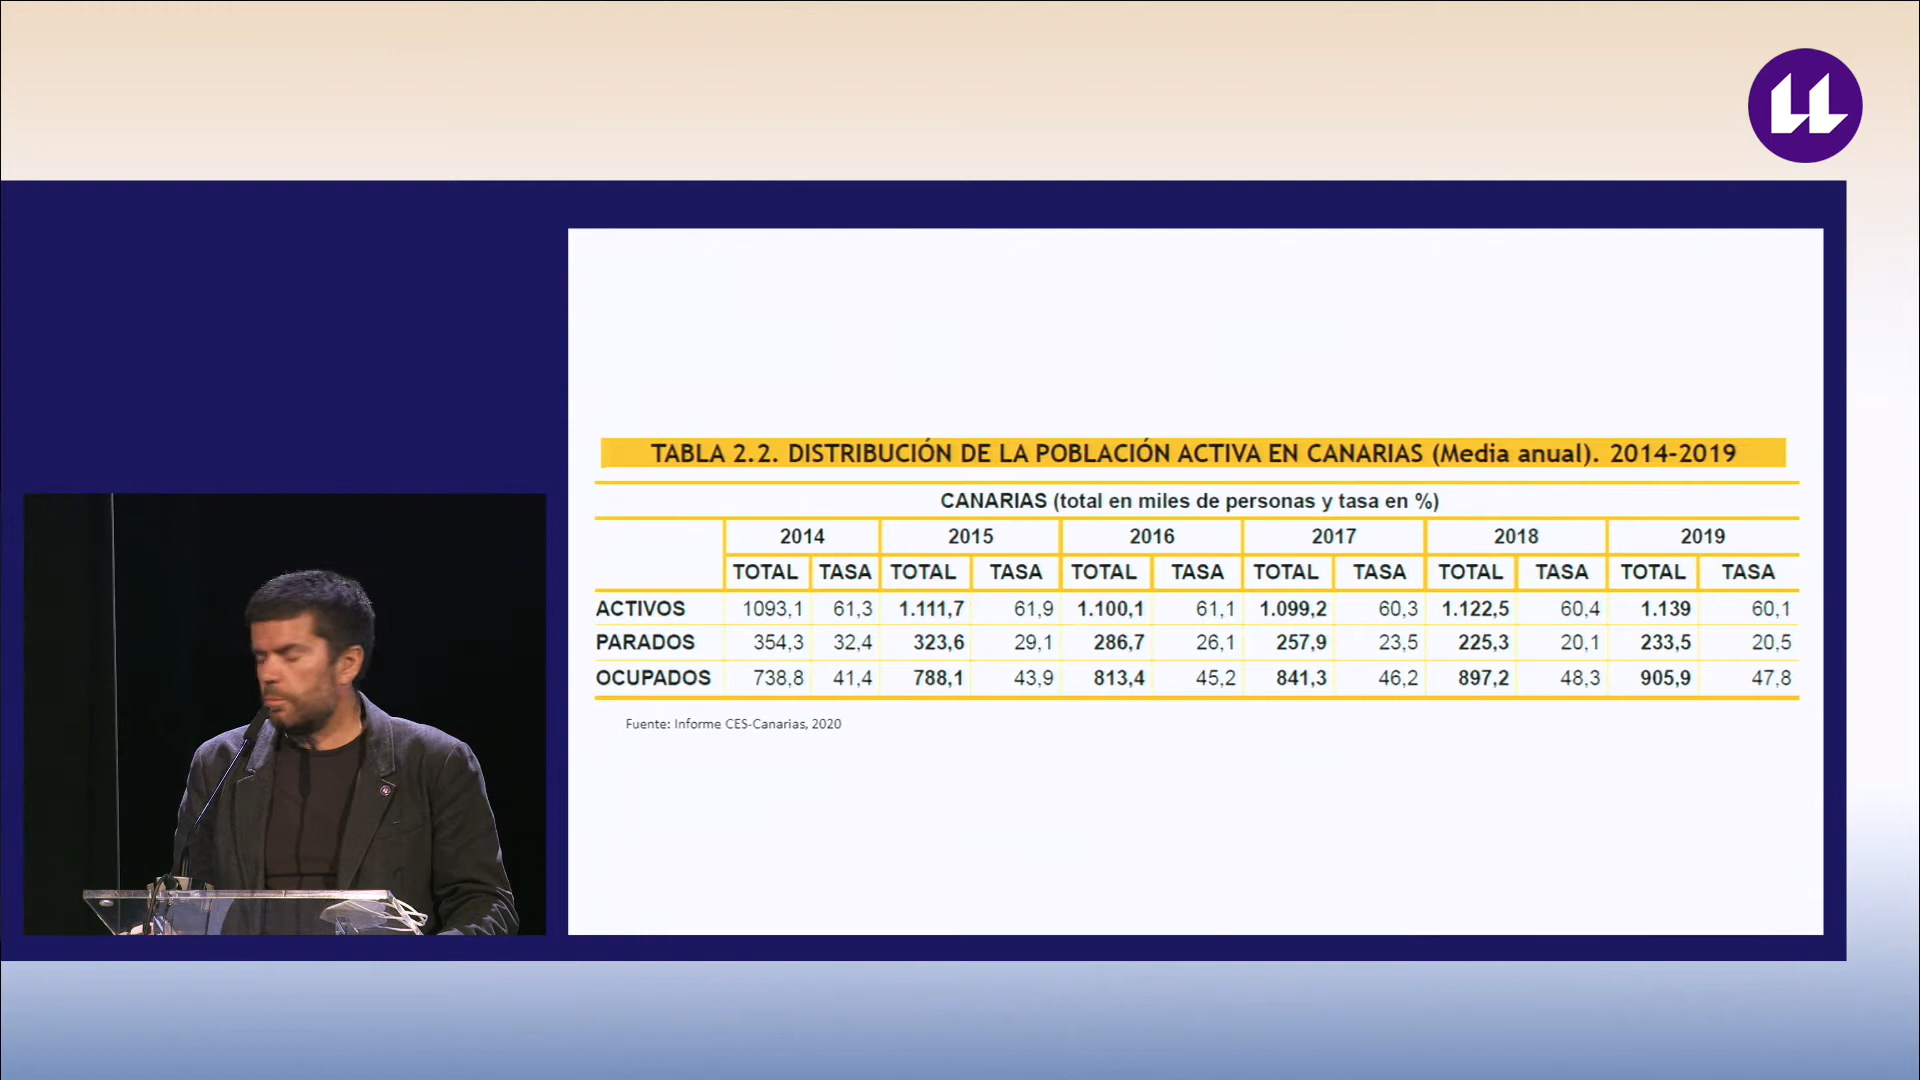 TABLA 2.2. DISTRIBUCIÓN DE LA POBLACIÓN ACTIVA EN CANARIAS (Media anual). 2014-2019
CANARIAS (total en miles de personas y tasa en %)
2014 2015 2016 2017 2018 2019
TOTAL TASA TOTAL TASA TOTAL TASA TOTAL TASA TOTAL TASA TOTAL TASA
ACTIVOS 1093,1 61,3 1.111,7 61,9 1.100,1 61,1 1.099,2 60,3 1.122,5 60,4 1.139 60,1
PARADOS 354,3 32,4 323,6 29,1 286,7 26,1 257,9 23,5 225,3 20,1 233,5 20,5
OCUPADOS 738,8 41,4 788,1 43,9 813,4 45,2 841,3 46,2 897,2 48,3 905,9 47,8
Fuente: Informe CES-Canarias, 2020